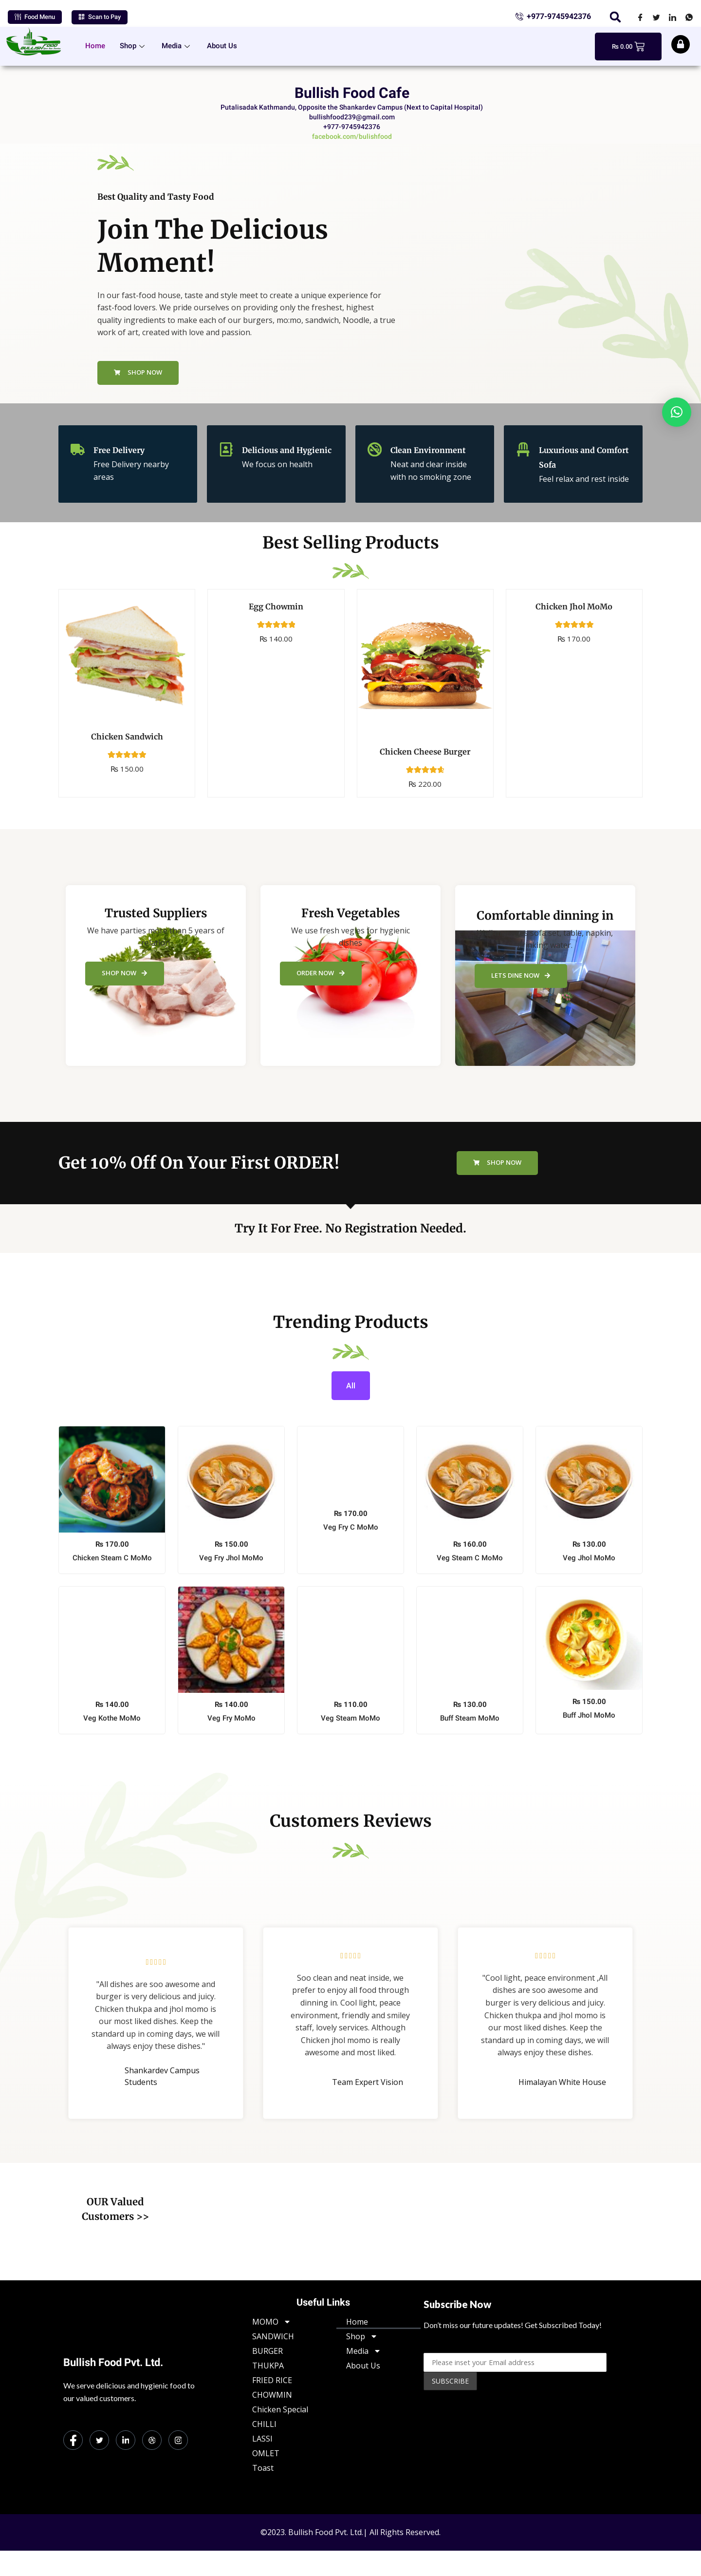 Food Menu
Scan to Pay
+977-9745942376
BULLISH FOOD
Home
Shop
Media
About Us
₨ 0.00
Bullish Food Cafe
Putalisadak Kathmandu, Opposite the Shankardev Campus (Next to Capital Hospital)
bullishfood239@gmail.com
+977-9745942376
facebook.com/bulishfood
Best Quality and Tasty Food
Join The Delicious
Moment!
In our fast-food house, taste and style meet to create a unique experience for
fast-food lovers. We pride ourselves on providing only the freshest, highest
quality ingredients to make each of our burgers, mo:mo, sandwich, Noodle, a true
work of art, created with love and passion.
SHOP NOW
Free Delivery
Free Delivery nearby
areas
Delicious and Hygienic
We focus on health
Clean Environment
Neat and clear inside
with no smoking zone
Luxurious and Comfort
Sofa
Feel relax and rest inside
Best Selling Products
Chicken Sandwich
₨ 150.00
Egg Chowmin
₨ 140.00
Chicken Cheese Burger
₨ 220.00
Chicken Jhol MoMo
₨ 170.00
Trusted Suppliers
We have parties more than 5 years of
SHOP NOW
Fresh Vegetables
We use fresh vegies for hygienic
dishes
ORDER NOW
Comfortable dinning in
table, napkin,
LETS DINE NOW
Get 10% Off On Your First ORDER!
SHOP NOW
Try It For Free. No Registration Needed.
Trending Products
All
₨ 170.00
Chicken Steam C MoMo
₨ 150.00
Veg Fry Jhol MoMo
₨ 170.00
Veg Fry C MoMo
₨ 160.00
Veg Steam C MoMo
₨ 130.00
Veg Jhol MoMo
₨ 140.00
Veg Kothe MoMo
₨ 140.00
Veg Fry MoMo
₨ 110.00
Veg Steam MoMo
₨ 130.00
Buff Steam MoMo
₨ 150.00
Buff Jhol MoMo
Customers Reviews
"All dishes are soo awesome and
burger is very delicious and juicy.
Chicken thukpa and jhol momo is
our most liked dishes. Keep the
standard up in coming days, we will
always enjoy these dishes."
Shankardev Campus
Students
Soo clean and neat inside, we
prefer to enjoy all food through
dinning in. Cool light, peace
environment, friendly and smiley
staff, lovely services. Although
Chicken jhol momo is really
awesome and most liked.
Team Expert Vision
"Cool light, peace environment ,All
dishes are soo awesome and
burger is very delicious and juicy.
Chicken thukpa and jhol momo is
our most liked dishes. Keep the
standard up in coming days, we will
always enjoy these dishes.
Himalayan White House
OUR Valued
Customers >>
Bullish Food Pvt. Ltd.
We serve delicious and hygienic food to
our valued customers.
Useful Links
MOMO
SANDWICH
BURGER
THUKPA
FRIED RICE
CHOWMIN
Chicken Special
CHILLI
LASSI
OMLET
Toast
Home
Shop
Media
About Us
Subscribe Now
Don't miss our future updates! Get Subscribed Today!
Please inset your Email address
SUBSCRIBE
©2023. Bullish Food Pvt. Ltd.| All Rights Reserved.